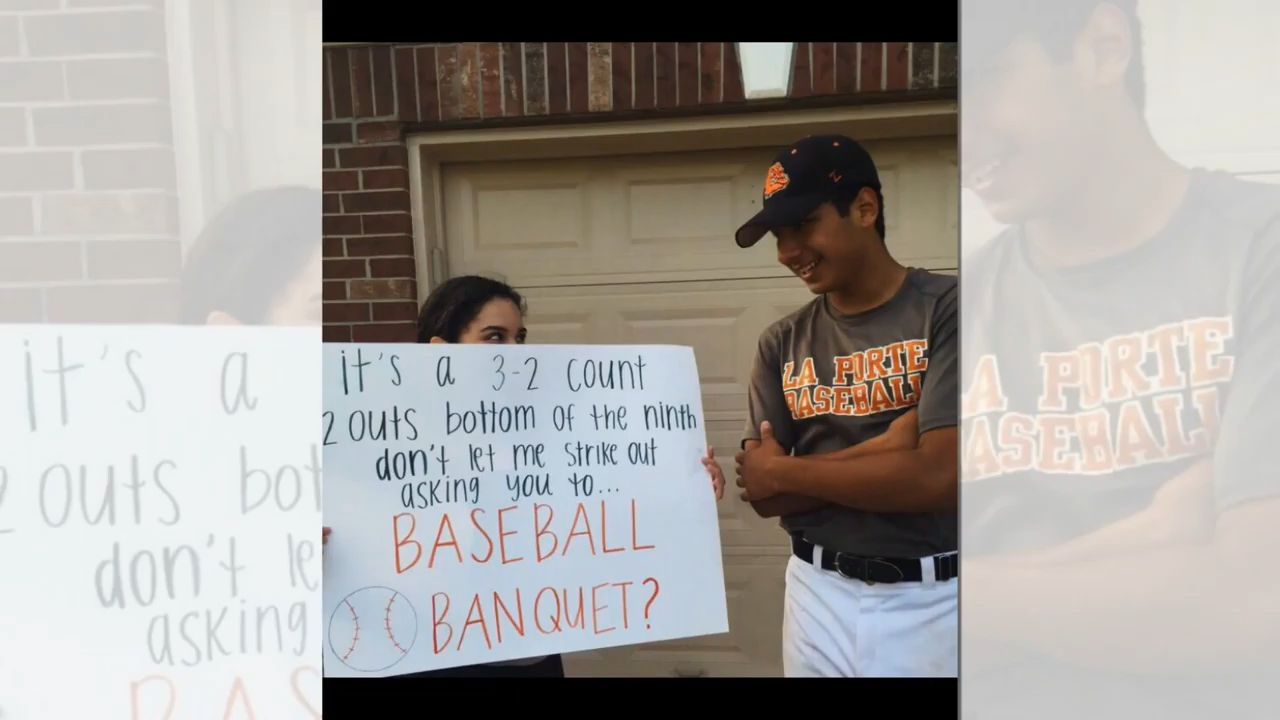 it's a 3-2 count
2 outs bottom of the ninth
don't let me strike out
asking you to...
BASEBALL
BANQUET?
LA PORTE
BASEBALL